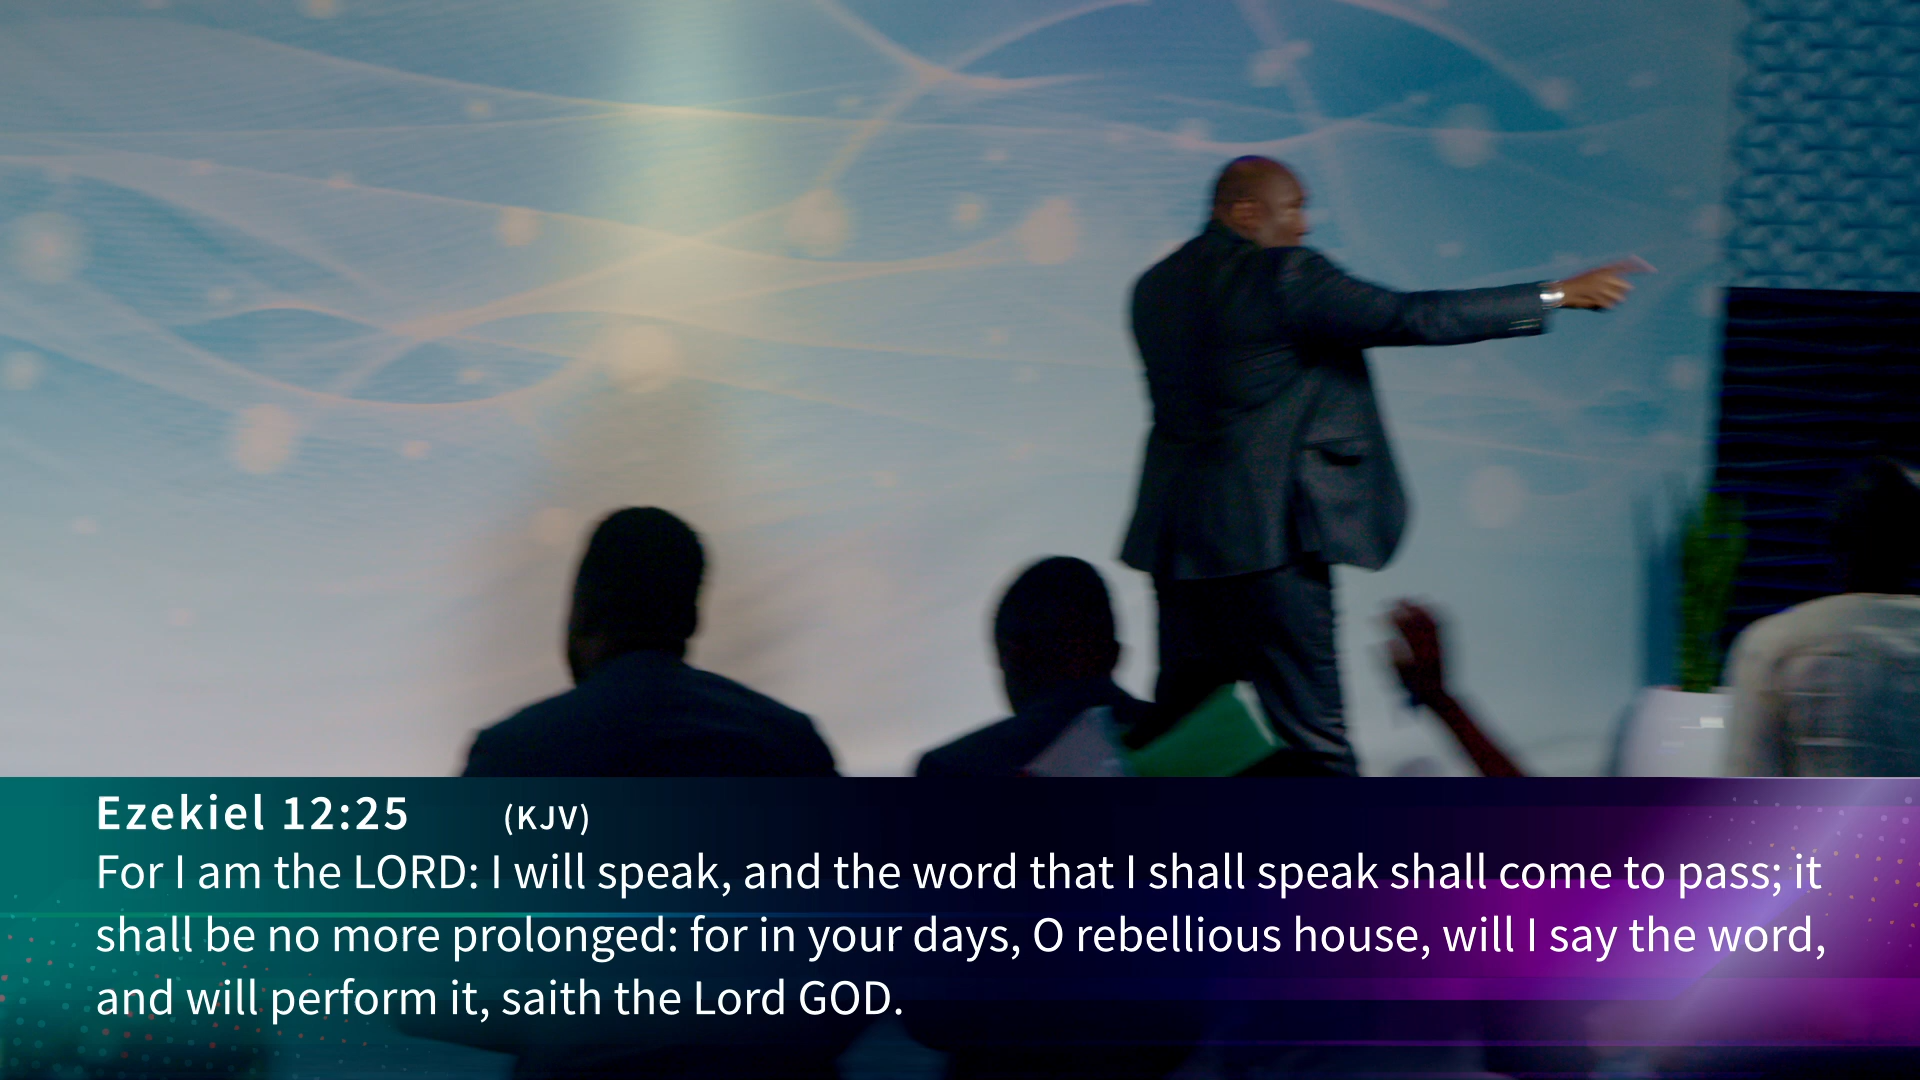 Ezekiel 12:25 (KJV)
For I am the LORD: I will speak, and the word that I shall speak shall come to pass; it
shall be no more prolonged: for in your days, O rebellious house, will I say the word,
and will perform it, saith the Lord GOD.